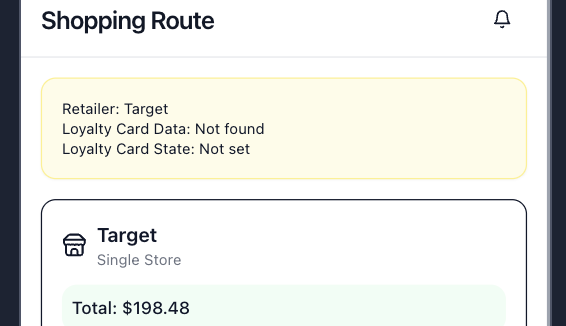 Shopping Route
Retailer: Target
Loyalty Card Data: Not found
Loyalty Card State: Not set
Target
Single Store
Total: $198.48